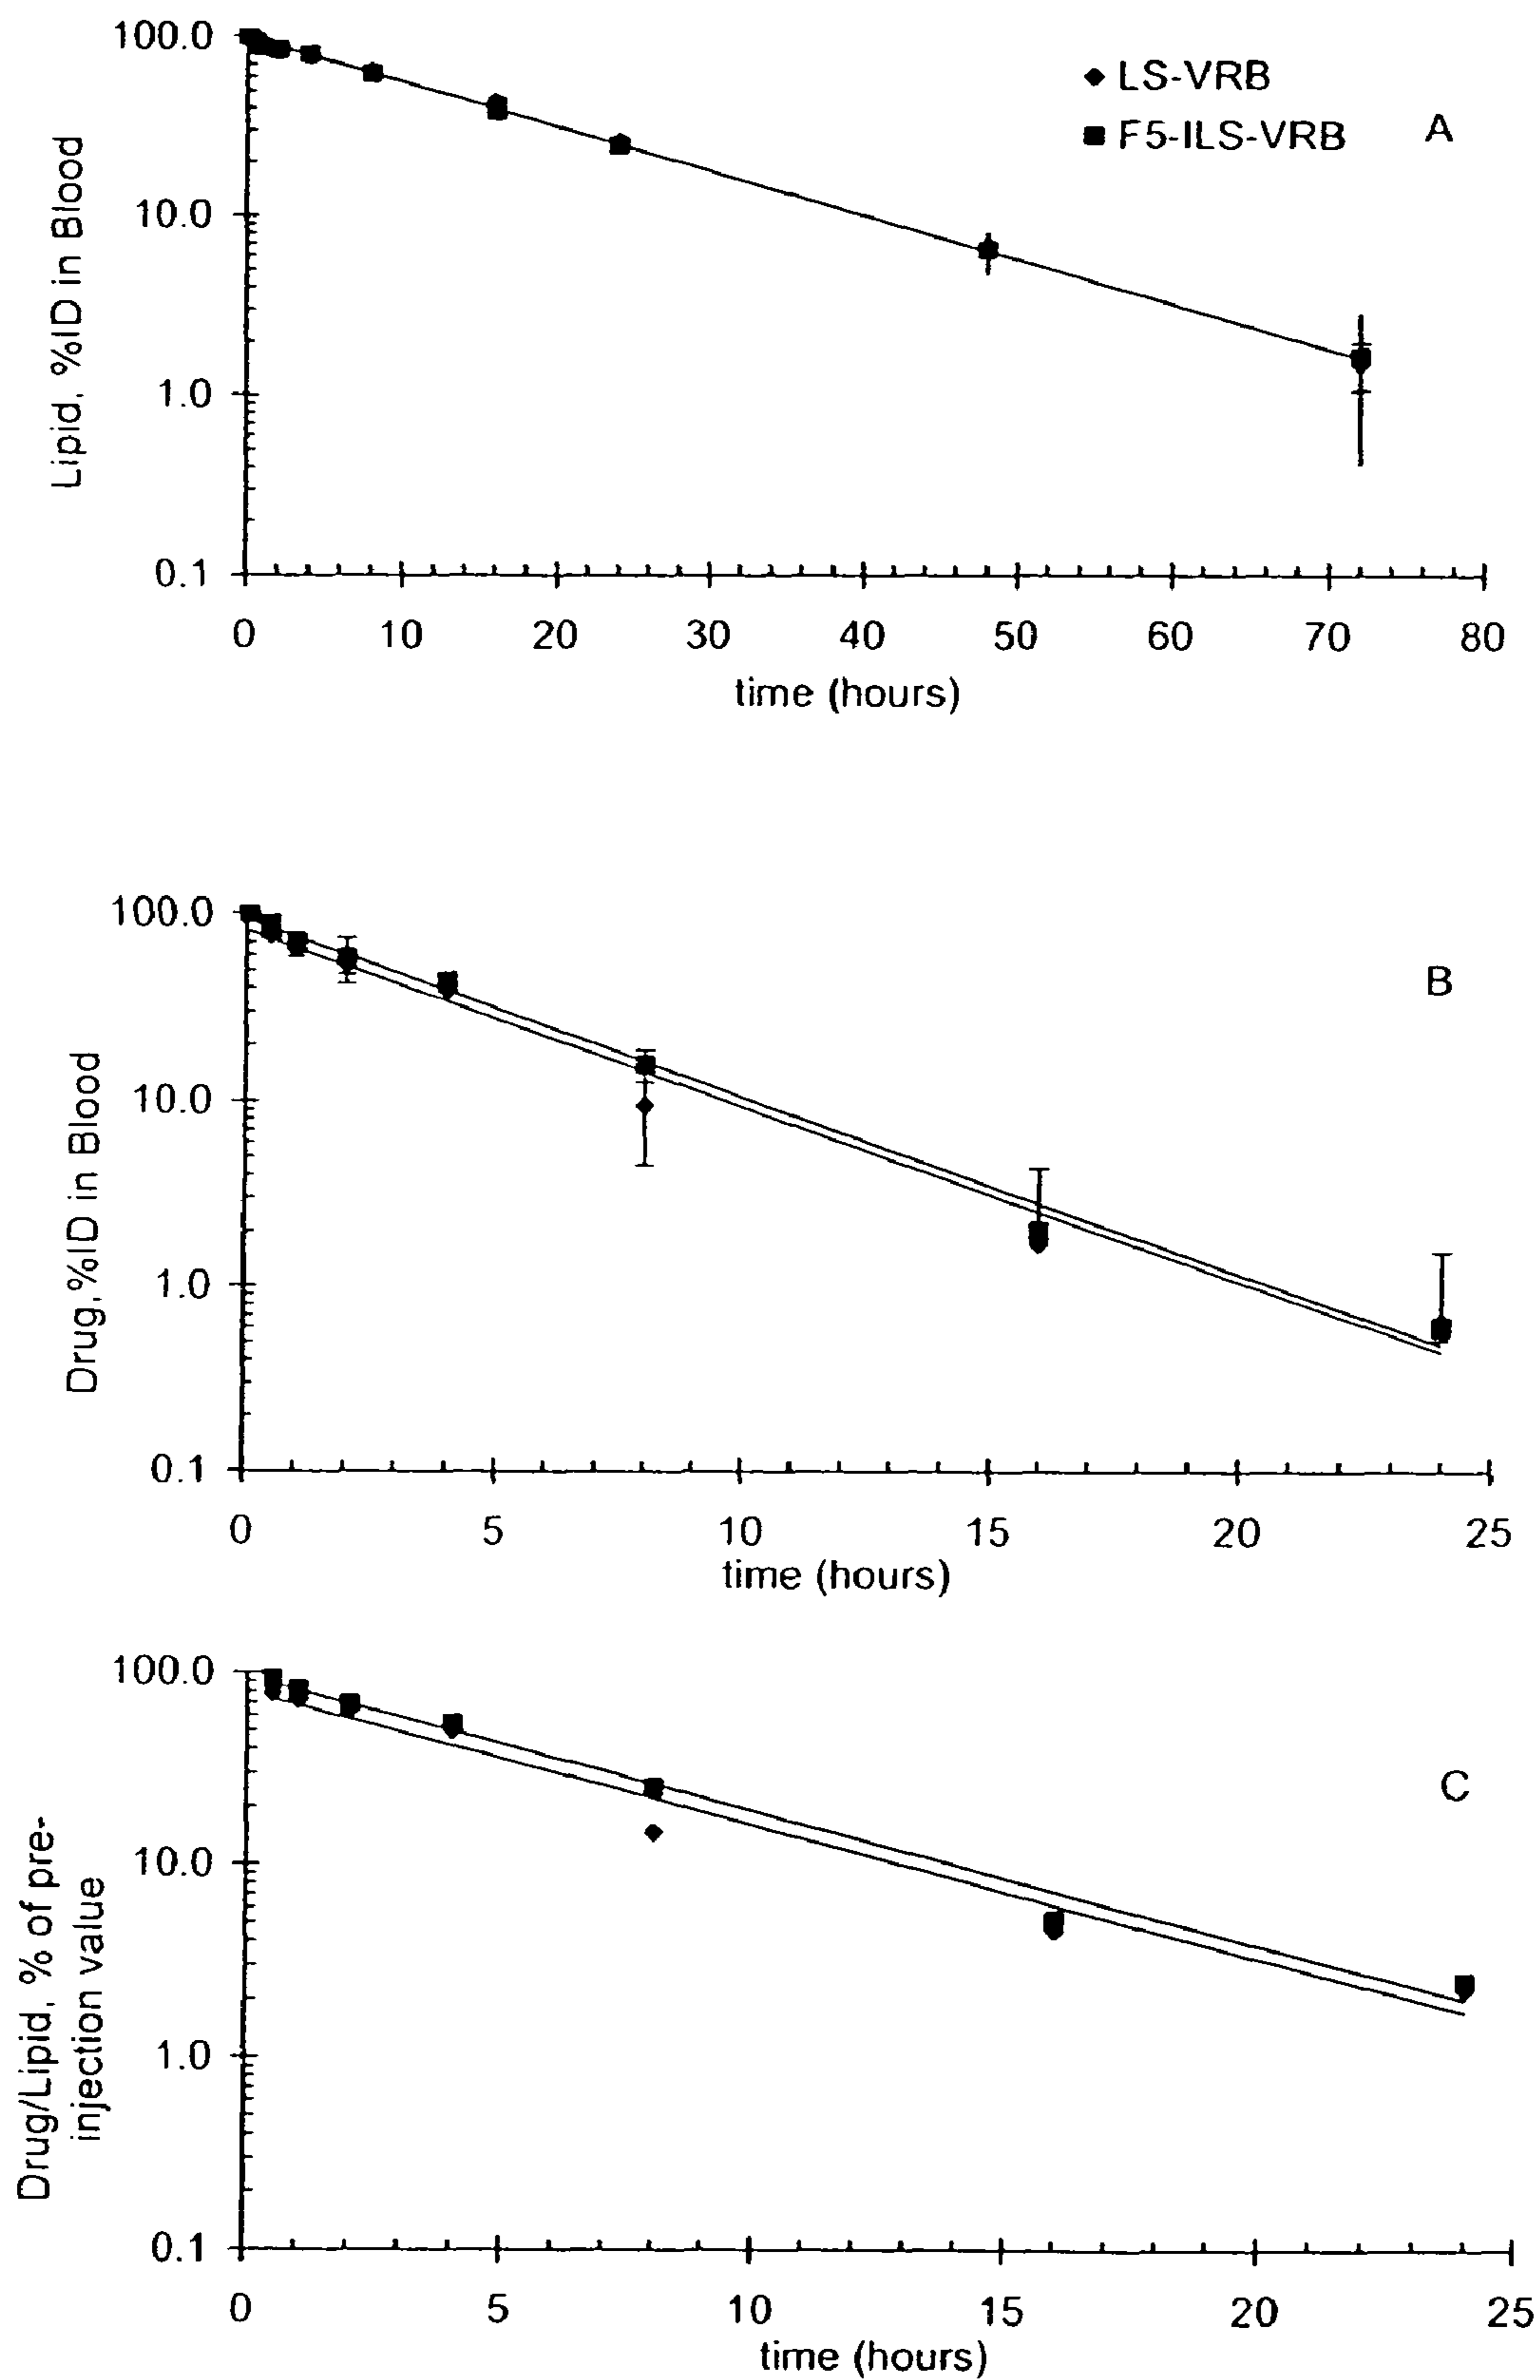 100.0
◆ LS-VRB
■ F5-ILS-VRB
A
10.0
1.0
0.1
Lipid, %ID in Blood
0 10 20 30 40 50 60 70 80
time (hours)
100.0
B
10.0
1.0
0.1
Drug,%ID in Blood
0 5 10 15 20 25
time (hours)
100.0
C
10.0
1.0
0.1
Drug/Lipid, % of pre-
injection value
0 5 10 15 20 25
time (hours)